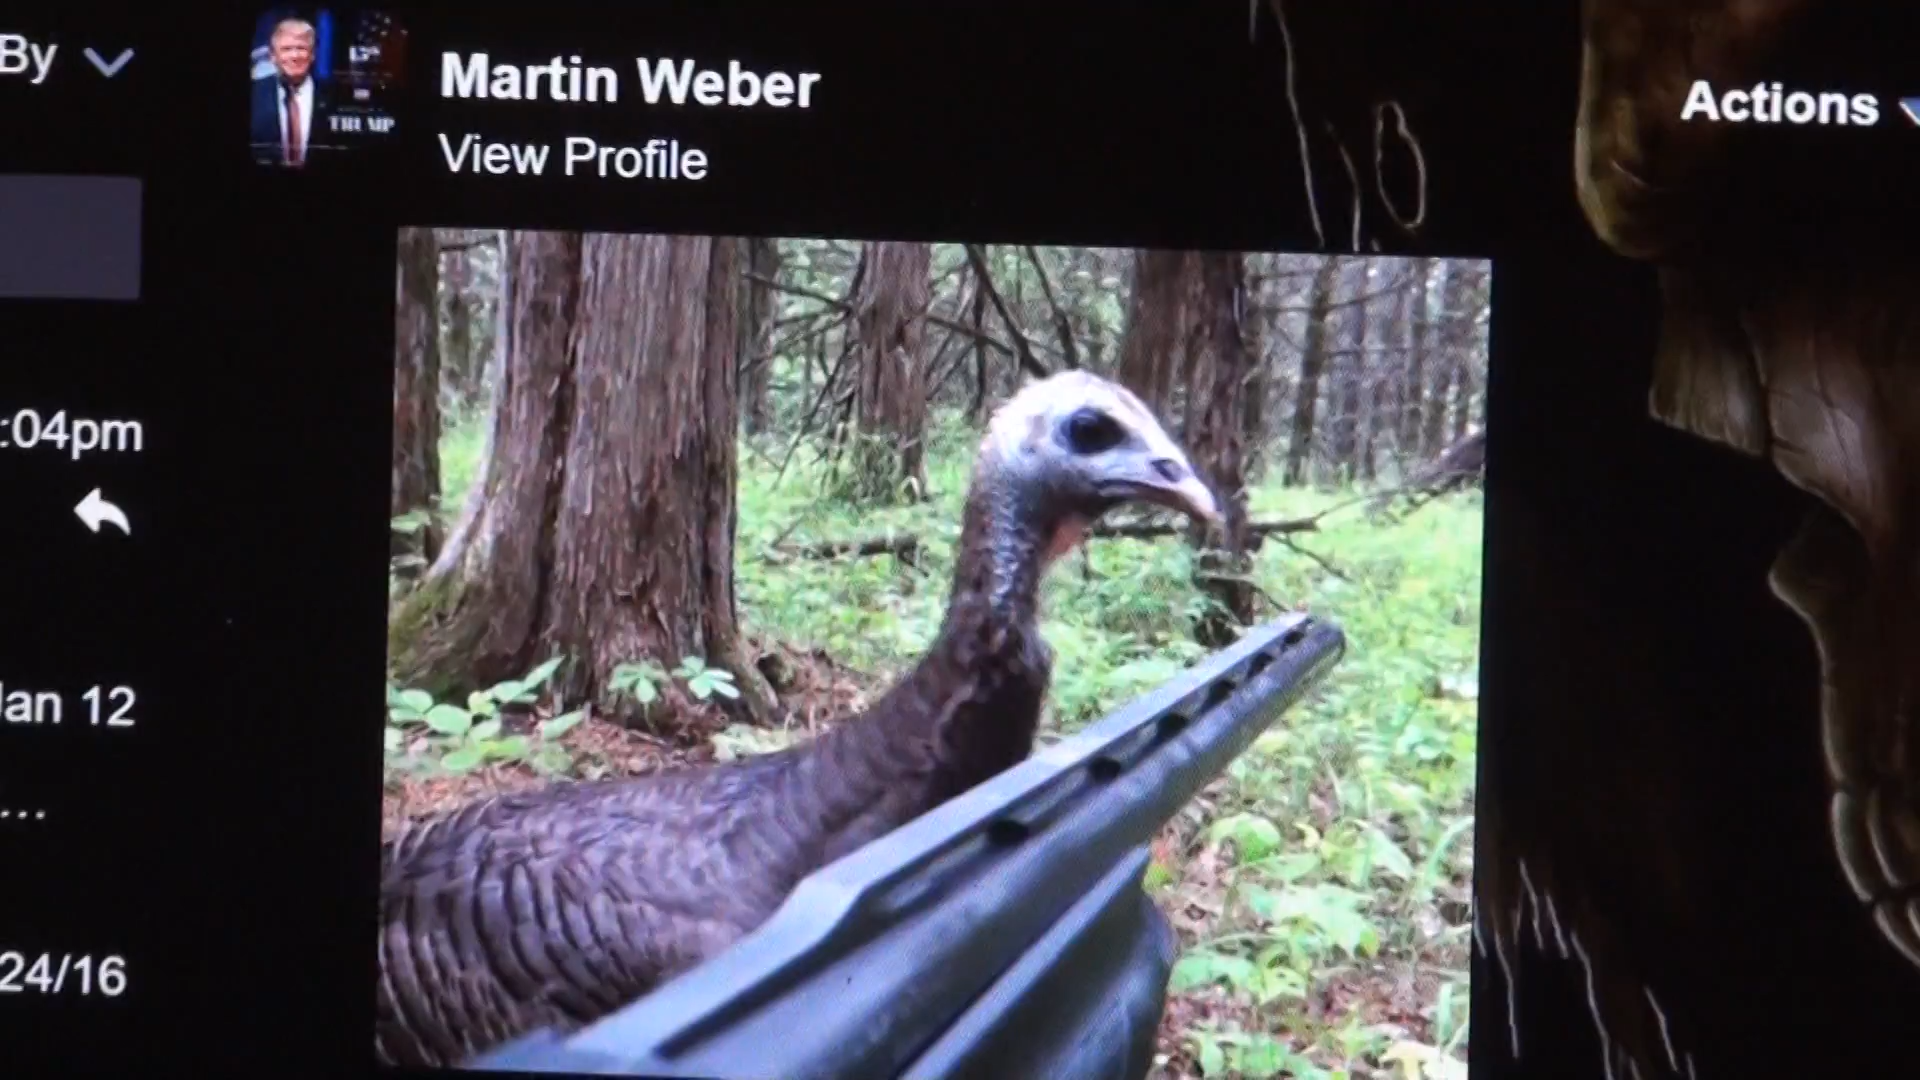 By
TRUMP
Martin Weber
View Profile
Actions
:04pm
Jan 12
...
24/16